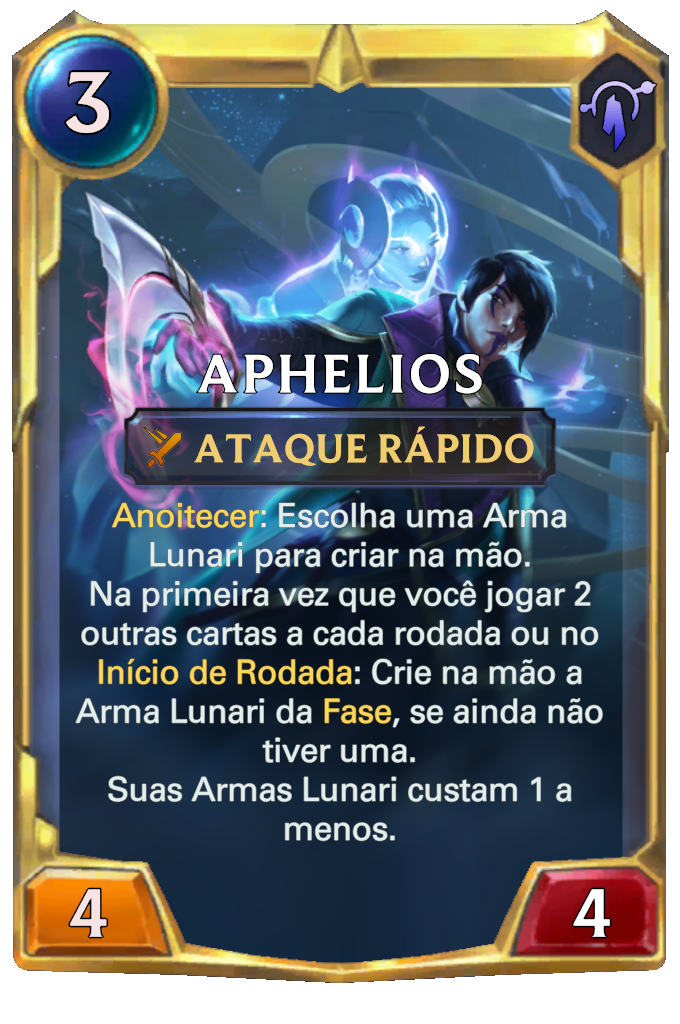 3
APHELIOS
ATAQUE RÁPIDO
Anoitecer: Escolha uma Arma
Lunari para criar na mão.
Na primeira vez que você jogar 2
outras cartas a cada rodada ou no
Início de Rodada: Crie na mão a
Arma Lunari da Fase, se ainda não
tiver uma.
Suas Armas Lunari custam 1 a
menos.
4
4